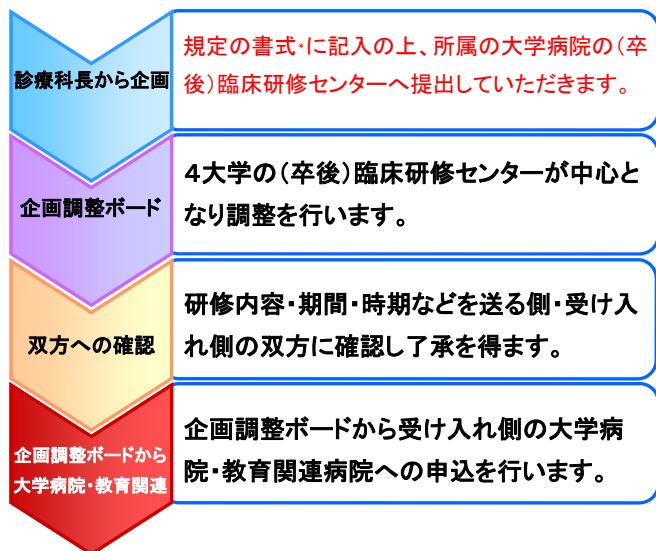 診療科長から企画
規定の書式*に記入の上、所属の大学病院の(卒
後)臨床研修センターへ提出していただきます。
企画調整ボード
4大学の(卒後)臨床研修センターが中心と
なり調整を行います。
双方への確認
研修内容・期間・時期などを送る側・受け入
れ側の双方に確認し了承を得ます。
企画調整ボードから
大学病院・教育関連
企画調整ボードから受け入れ側の大学病
院・教育関連病院への申込を行います。